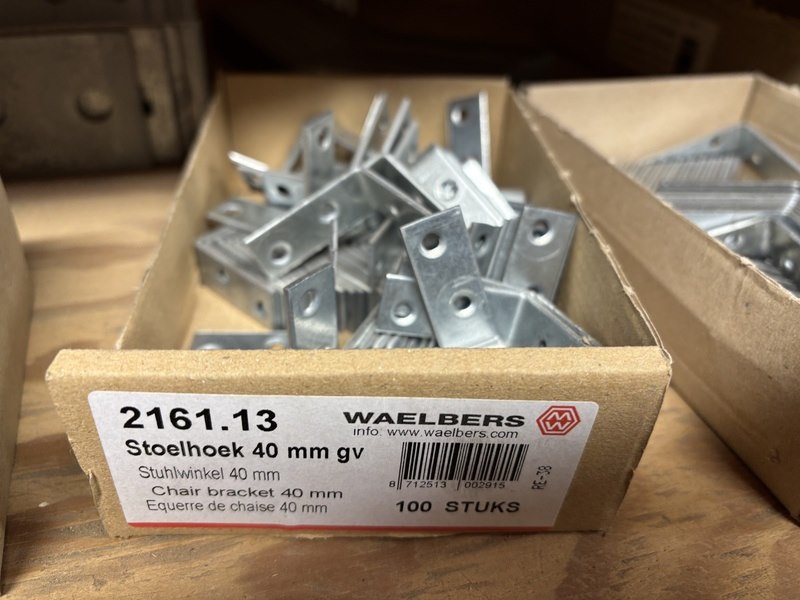 2161.13
WAELBERS
info: www.waelbers.com
Stoelhoek 40 mm gv
Stuhlwinkel 40 mm
Chair bracket 40 mm
Equerre de chaise 40 mm
8 712513 002915
100 STUKS
RE-38
MW